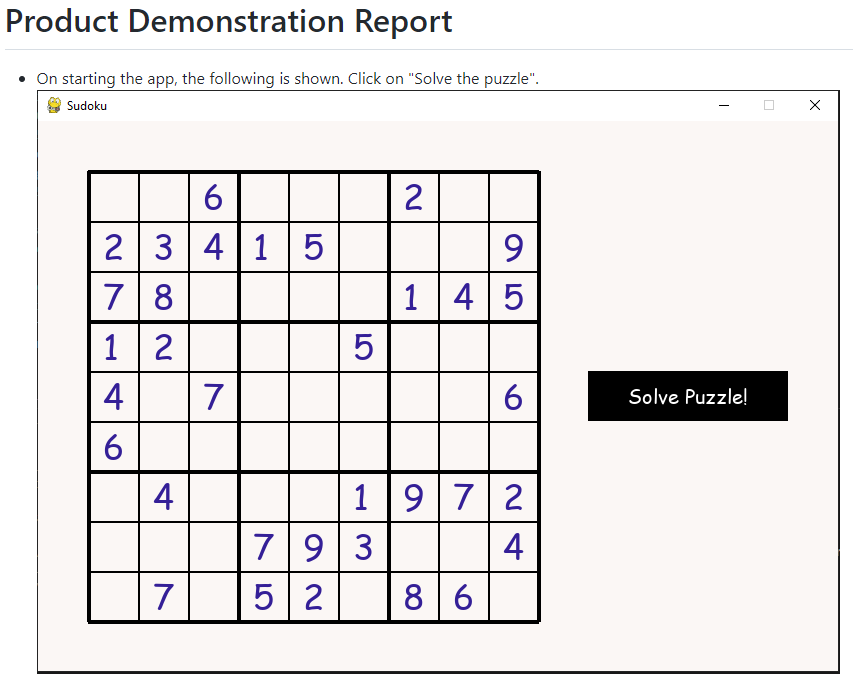 Product Demonstration Report
On starting the app, the following is shown. Click on "Solve the puzzle".
Sudoku
6 2
2 3 4 1 5 9
7 8 1 4 5
1 2 5
4 7 6
Solve Puzzle!
6
4 1 9 7 2
7 9 3 4
7 5 2 8 6